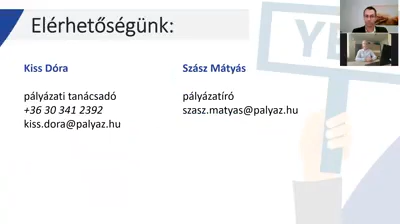 Elérhetőségünk:
Kiss Dóra
pályázati tanácsadó
+36 30 341 2392
kiss.dora@palyaz.hu
Szász Mátyás
pályázatíró
szasz.matyas@palyaz.hu
YE